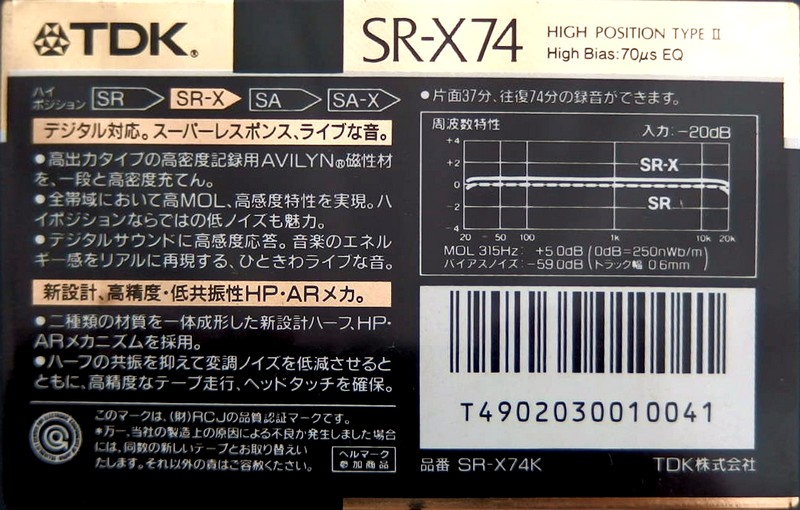 TDK®
SR-X74
HIGH POSITION TYPE II
High Bias:70μs EQ
ハイ
ポジション
SR
SR-X
SA
SA-X
デジタル対応。スーパーレスポンス、ライブな音。
●高出力タイプの高密度記録用AVILYN®磁性材
を、一段と高密度充てん。
●全帯域において高MOL、高感度特性を実現。ハ
イポジションならではの低ノイズも魅力。
●デジタルサウンドに高感度応答。音楽のエネル
ギー感をリアルに再現する、ひときわライブな音。
新設計、高精度・低共振性HP・ARメカ。
●二種類の材質を一体成形した新設計ハーフ、HP・
ARメカニズムを採用。
●ハーフの共振を抑えて変調ノイズを低減させると
ともに、高精度なテープ走行、ヘッドタッチを確保。
このマークは、(財)RCJの品質認証マークです。
*万一、当社の製造上の原因による不良が発生しました場合
には、同数の新しいテープとお取り替えい
たします。それ以外の責はご容赦ください。
ベルマーク
参加商品
●片面37分、往復74分の録音ができます。
周波数特性
入力:-20dB
+4
+2
0
-2
-4
SR-X
SR
20
50
100
1k
10k
20k
MOL 315Hz: +5.0dB (0dB=250nWb/m)
バイアスノイズ:-59.0dB (トラック幅 0.6mm)
T4902030010041
品番 SR-X74K
TDK株式会社